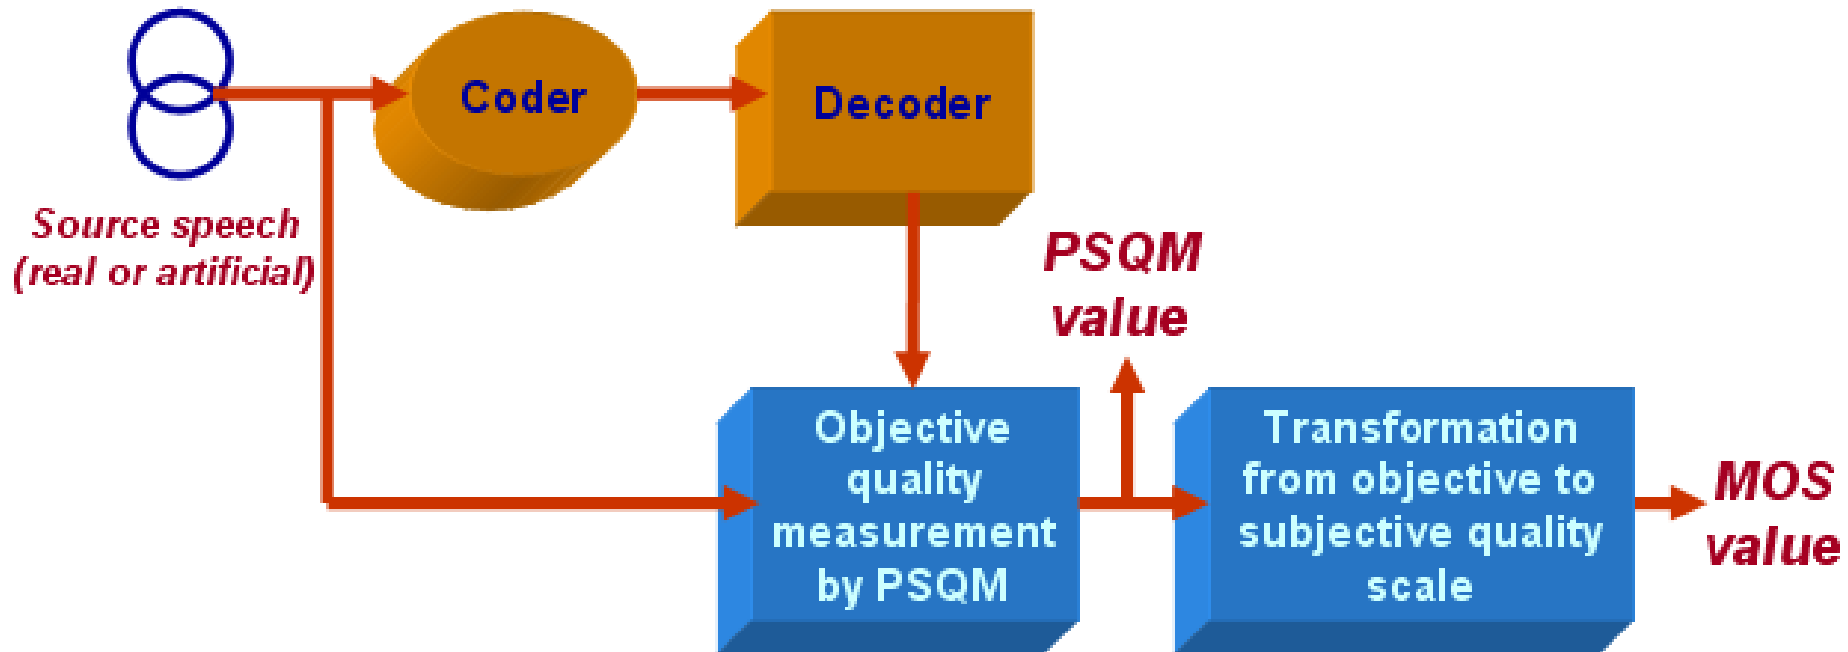 Coder
Decoder
Source speech
(real or artificial)
PSQM
value
Objective
quality
measurement
by PSQM
Transformation
from objective to
subjective quality
scale
MOS
value